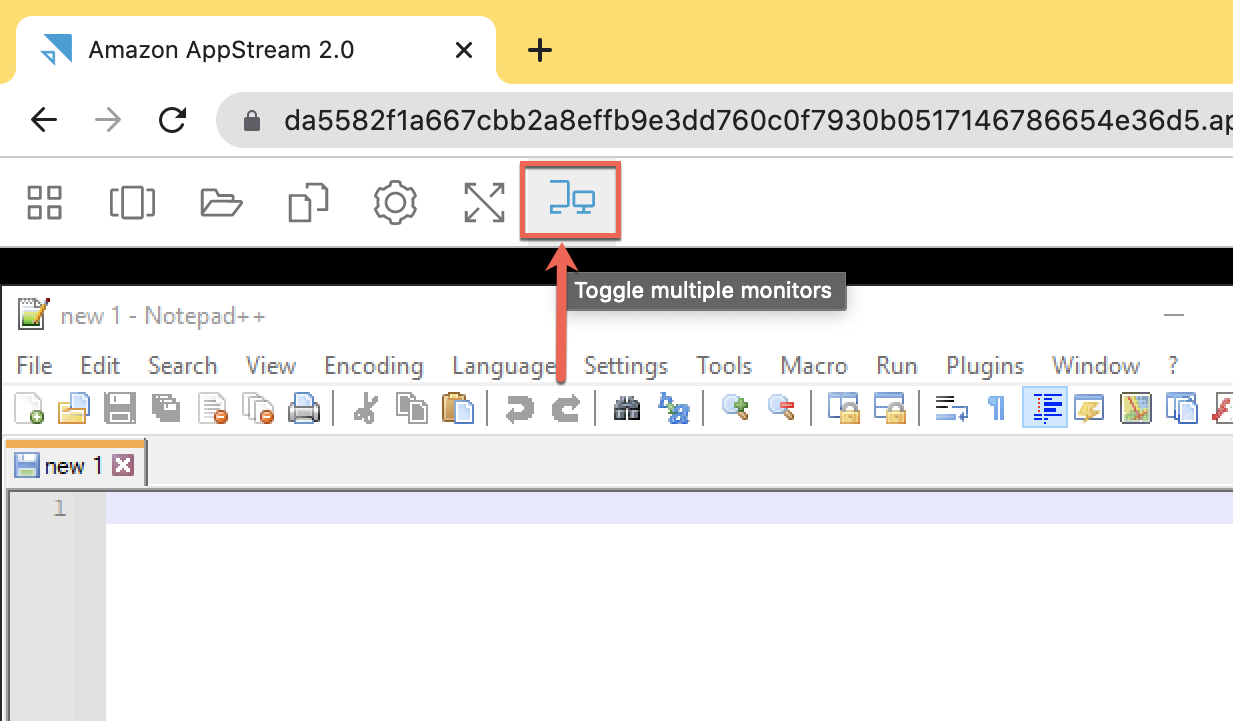 Amazon AppStream 2.0
da5582f1a667cbb2a8effb9e3dd760c0f7930b0517146786654e36d5.ap
Toggle multiple monitors
new 1 - Notepad++
File Edit Search View Encoding Language Settings Tools Macro Run Plugins Window ?
new 1
1